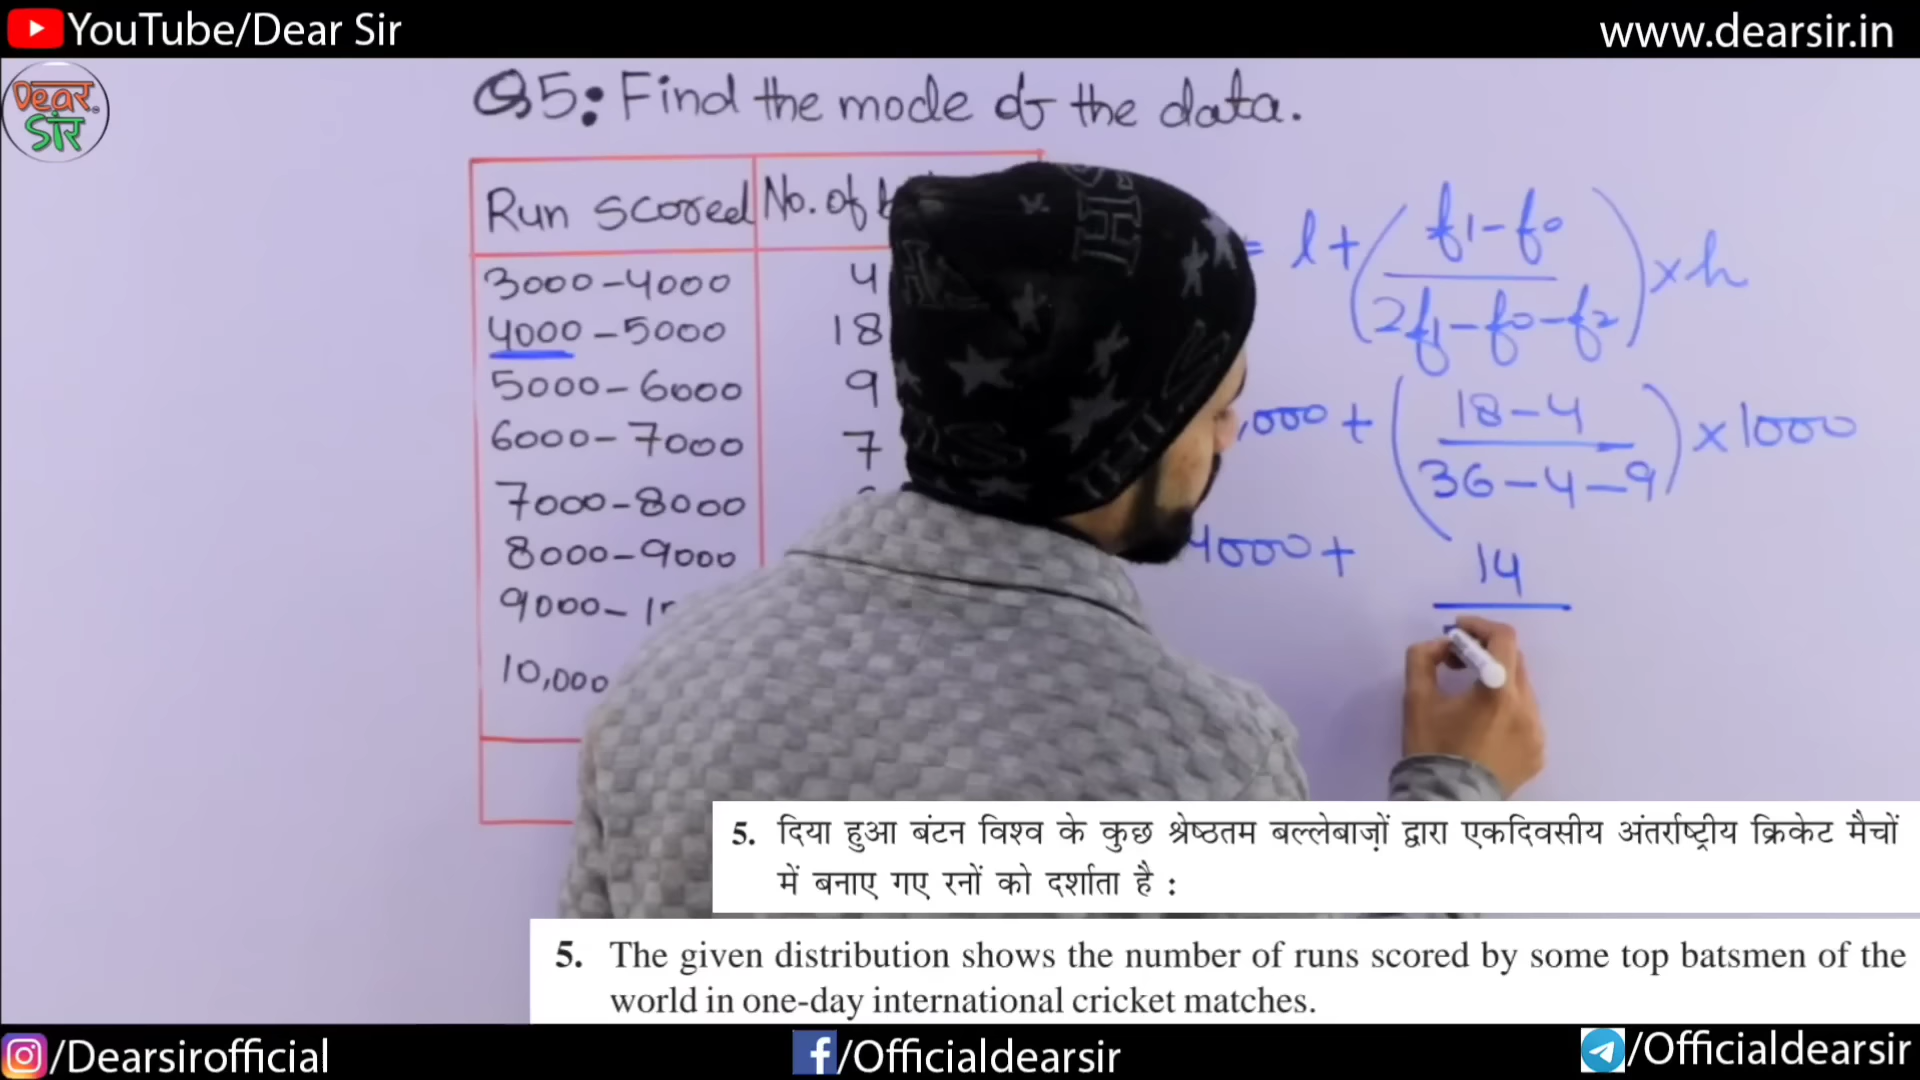 YouTube/Dear Sir
www.dearsir.in
Dear
सर
Q5: Find the mode of the data.
Run scored No. of
3000-4000 4
4000-5000 18
5000-6000 9
6000-7000 7
7000-8000
8000-9000
9000-
10,000
= l+(f1-f0/2f1-f0-f2)×h
000+(18-4/36-4-9)×1000
4000+ 14
5. दिया हुआ बंटन विश्व के कुछ श्रेष्ठतम बल्लेबाज़ों द्वारा एकदिवसीय अंतर्राष्ट्रीय क्रिकेट मैचों
में बनाए गए रनों को दर्शाता है :
5. The given distribution shows the number of runs scored by some top batsmen of the
world in one-day international cricket matches.
/Dearsirofficial
/Officialdearsir
/Officialdearsir